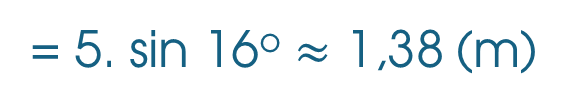 = 5. sin 16° ≈ 1,38 (m)